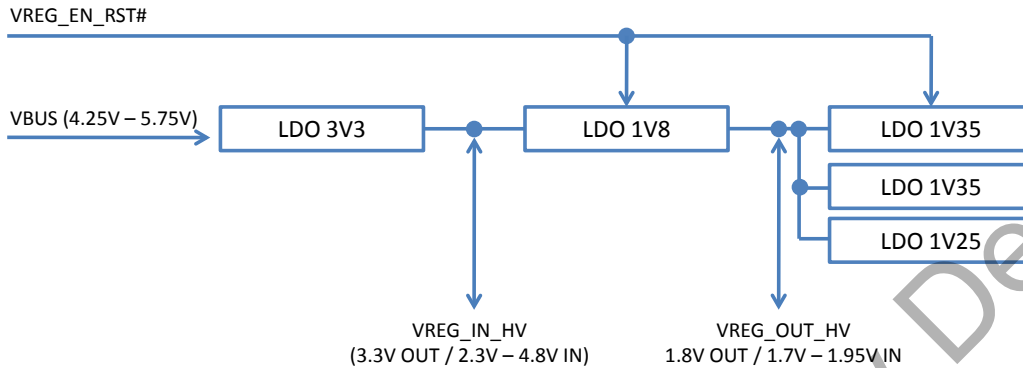 VREG_EN_RST#
VBUS (4.25V – 5.75V)
LDO 3V3
LDO 1V8
LDO 1V35
LDO 1V35
LDO 1V25
VREG_IN_HV
(3.3V OUT / 2.3V – 4.8V IN)
VREG_OUT_HV
1.8V OUT / 1.7V – 1.95V IN
De